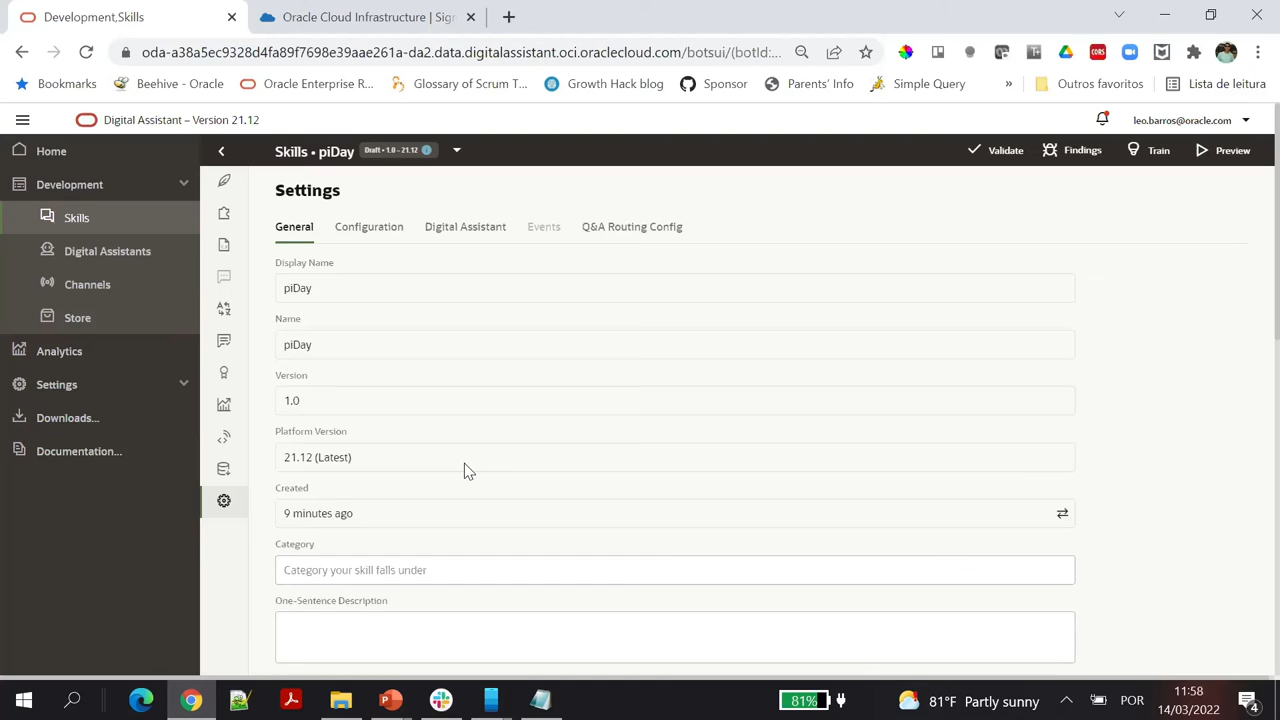 Development,Skills
Oracle Cloud Infrastructure | Sign
oda-a38a5ec9328d4fa89f7698e39aae261a-da2.data.digitalassistant.oci.oraclecloud.com/botsui/(botId:...
Bookmarks
Beehive - Oracle
Oracle Enterprise R...
Glossary of Scrum T...
Growth Hack blog
Sponsor
Parents' Info
Simple Query
»
Outros favoritos
Lista de leitura
Digital Assistant – Version 21.12
leo.barros@oracle.com
Home
Development
Skills
Digital Assistants
Channels
Store
Analytics
Settings
Downloads...
Documentation...
Skills • piDay
Draft • 1.0 - 21.12
Validate
Findings
Train
Preview
Settings
General
Configuration
Digital Assistant
Events
Q&A Routing Config
Display Name
piDay
Name
piDay
Version
1.0
Platform Version
21.12 (Latest)
Created
9 minutes ago
Category
Category your skill falls under
One-Sentence Description
81%
81°F Partly sunny
POR
11:58
14/03/2022
4